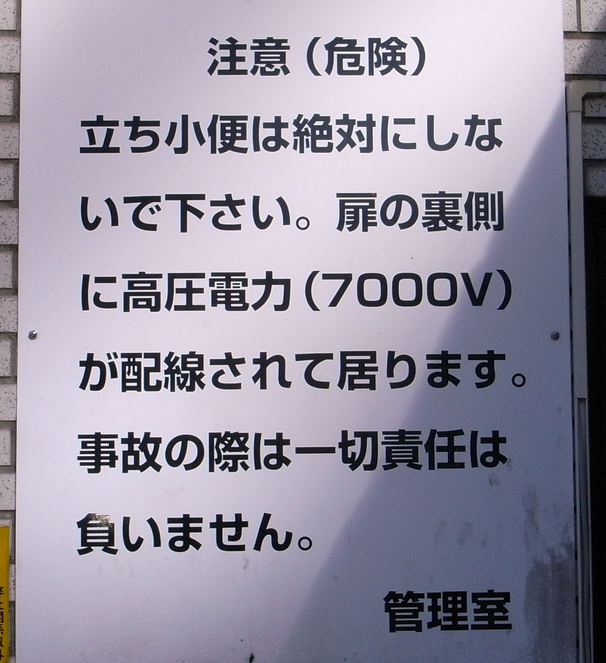 注意（危険）
立ち小便は絶対にしな
いで下さい。扉の裏側
に高圧電力（7000V）
が配線されて居ります。
事故の際は一切責任は
負いません。
管理室